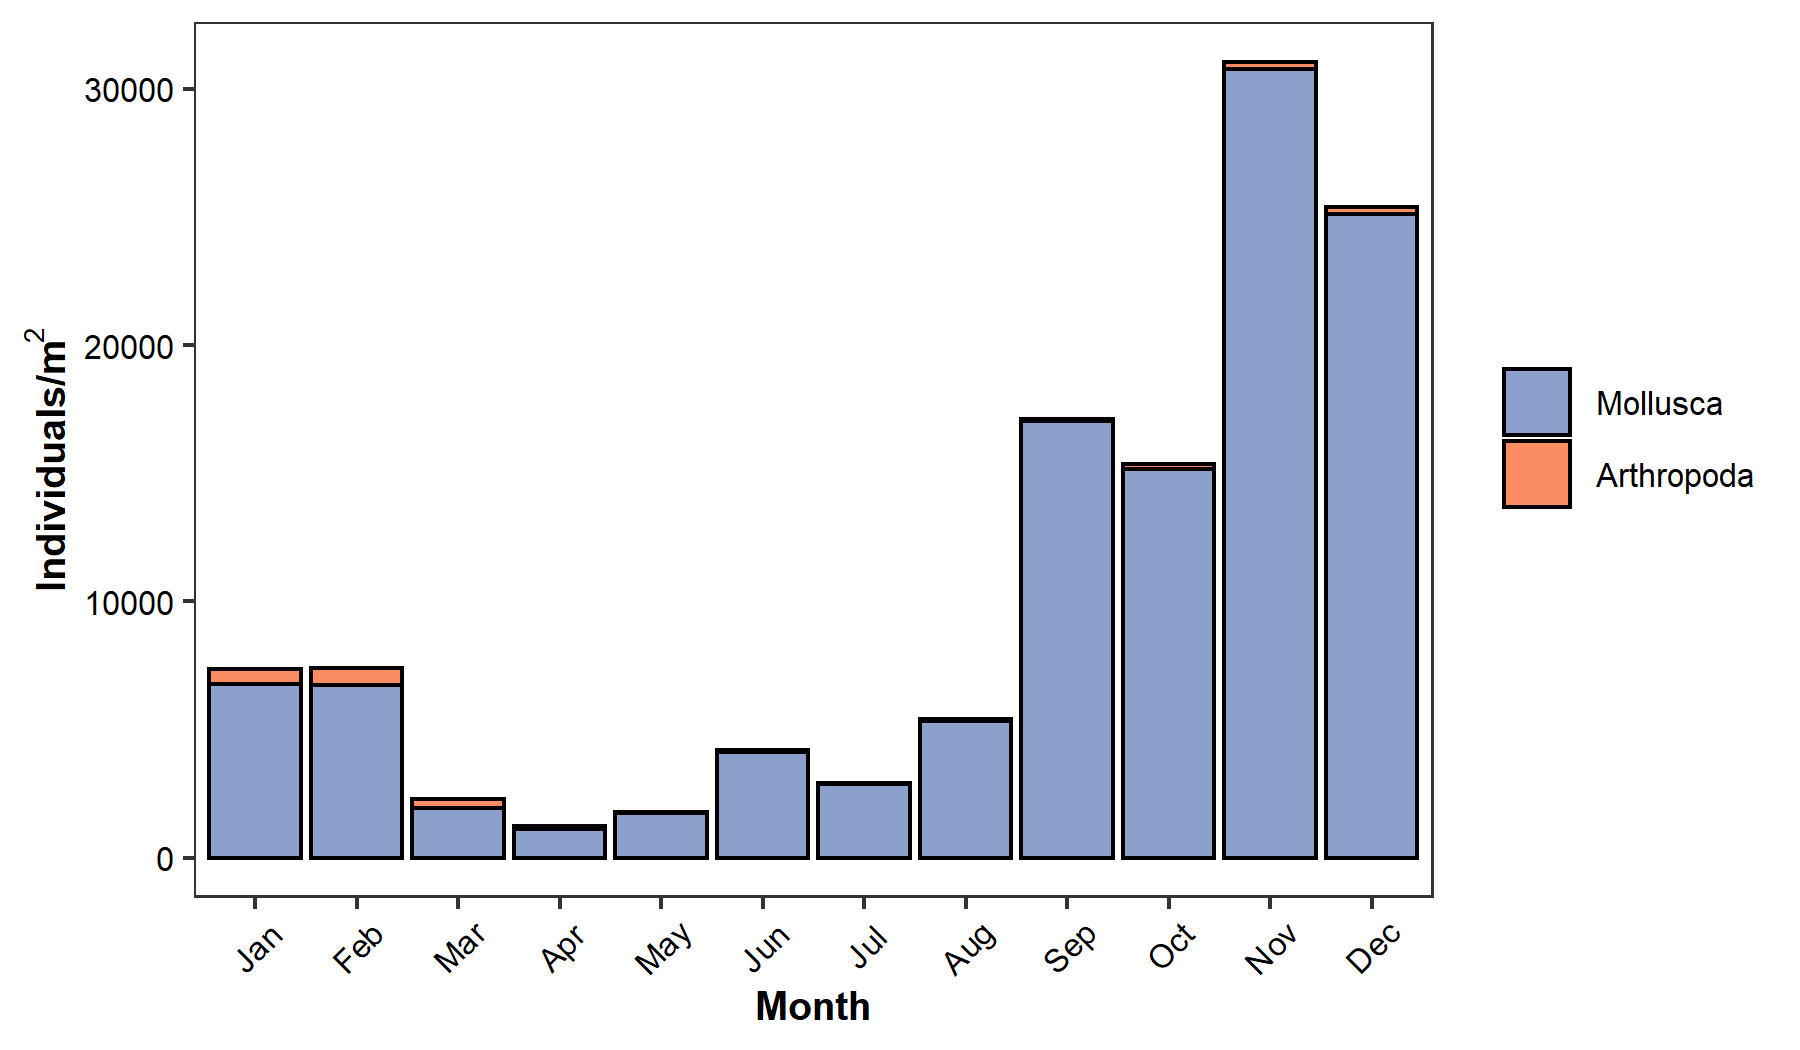 30000
20000
10000
0
Individuals/m²
Jan
Feb
Mar
Apr
May
Jun
Jul
Aug
Sep
Oct
Nov
Dec
Month
Mollusca
Arthropoda